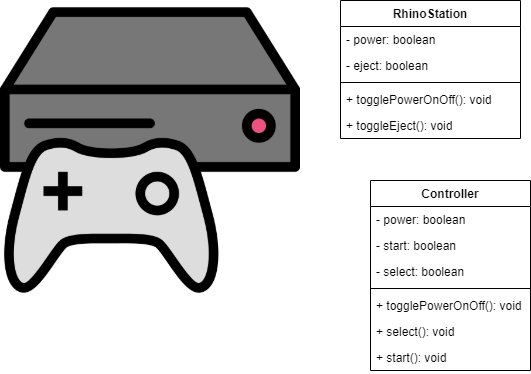 RhinoStation
- power: boolean
- eject: boolean
+ togglePowerOnOff(): void
+ toggleEject(): void
Controller
- power: boolean
- start: boolean
- select: boolean
+ togglePowerOnOff(): void
+ select(): void
+ start(): void